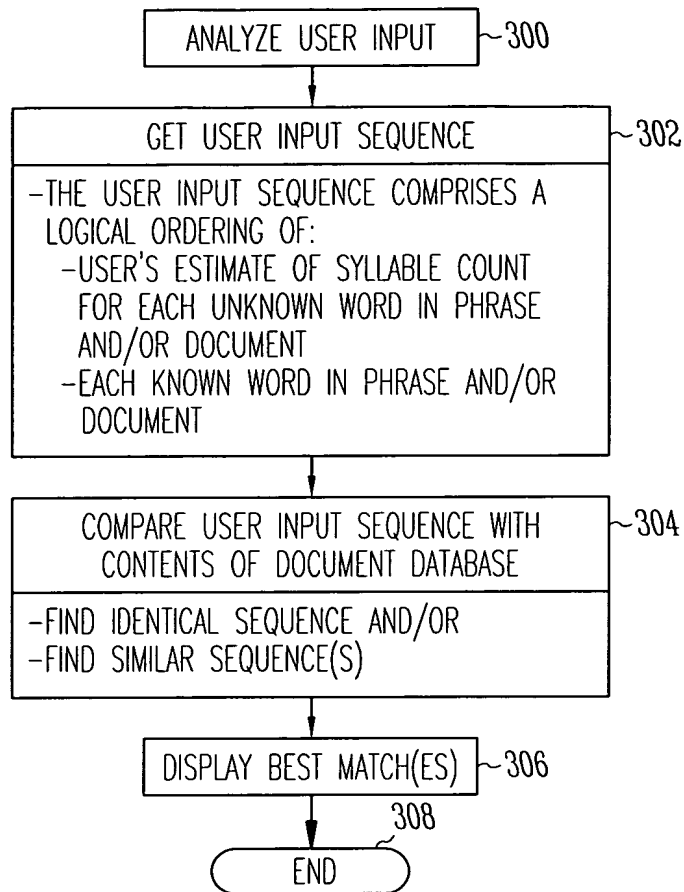 ANALYZE USER INPUT
300
GET USER INPUT SEQUENCE
302
-THE USER INPUT SEQUENCE COMPRISES A
LOGICAL ORDERING OF:
-USER'S ESTIMATE OF SYLLABLE COUNT
FOR EACH UNKNOWN WORD IN PHRASE
AND/OR DOCUMENT
-EACH KNOWN WORD IN PHRASE AND/OR
DOCUMENT
COMPARE USER INPUT SEQUENCE WITH
CONTENTS OF DOCUMENT DATABASE
304
-FIND IDENTICAL SEQUENCE AND/OR
-FIND SIMILAR SEQUENCE(S)
DISPLAY BEST MATCH(ES)
306
308
END